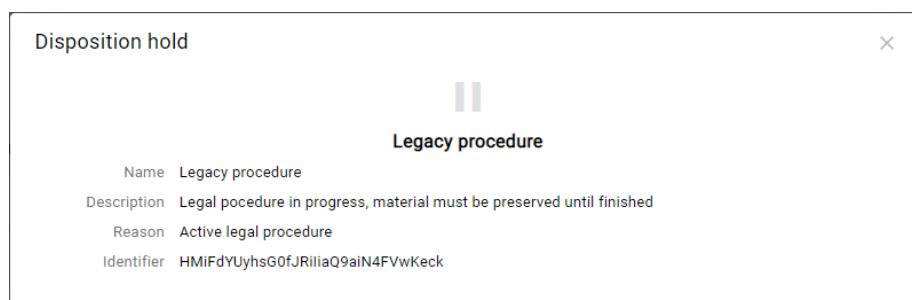 Disposition hold
Legacy procedure
Name Legacy procedure
Description Legal pocedure in progress, material must be preserved until finished
Reason Active legal procedure
Identifier HMiFdYUyhsG0fJRiIiaQ9aiN4FVwKeck